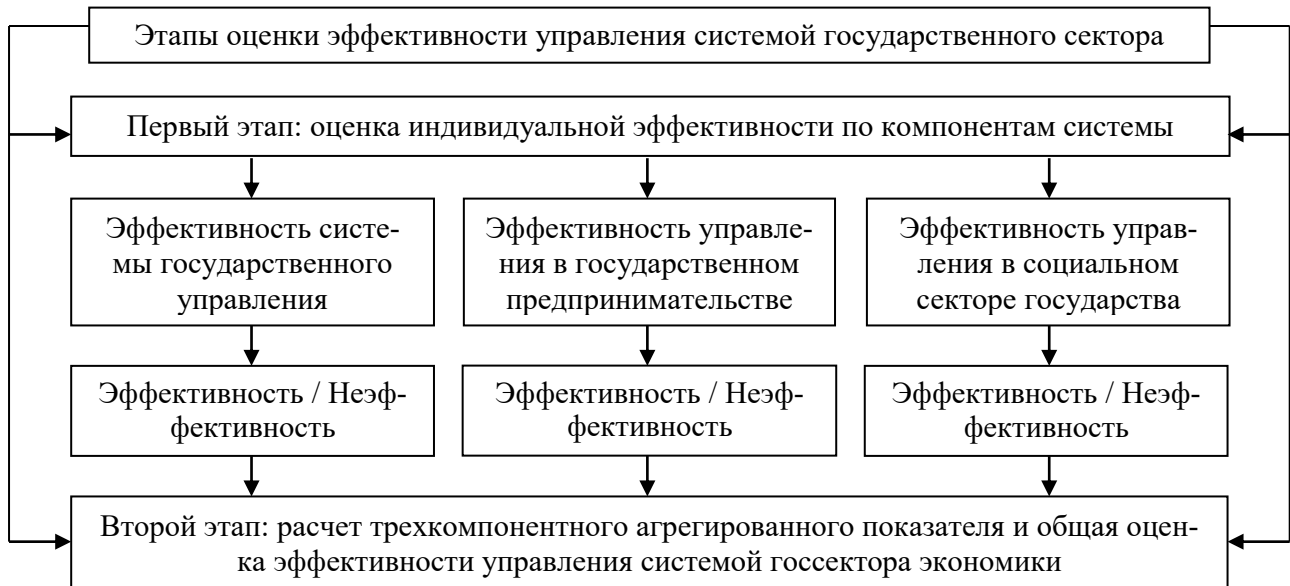 Этапы оценки эффективности управления системой государственного сектора
Первый этап: оценка индивидуальной эффективности по компонентам системы
Эффективность систе-
мы государственного
управления
Эффективность управле-
ния в государственном
предпринимательстве
Эффективность управ-
ления в социальном
секторе государства
Эффективность / Неэф-
фективность
Эффективность / Неэф-
фективность
Эффективность / Неэф-
фективность
Второй этап: расчет трехкомпонентного агрегированного показателя и общая оцен-
ка эффективности управления системой госсектора экономики